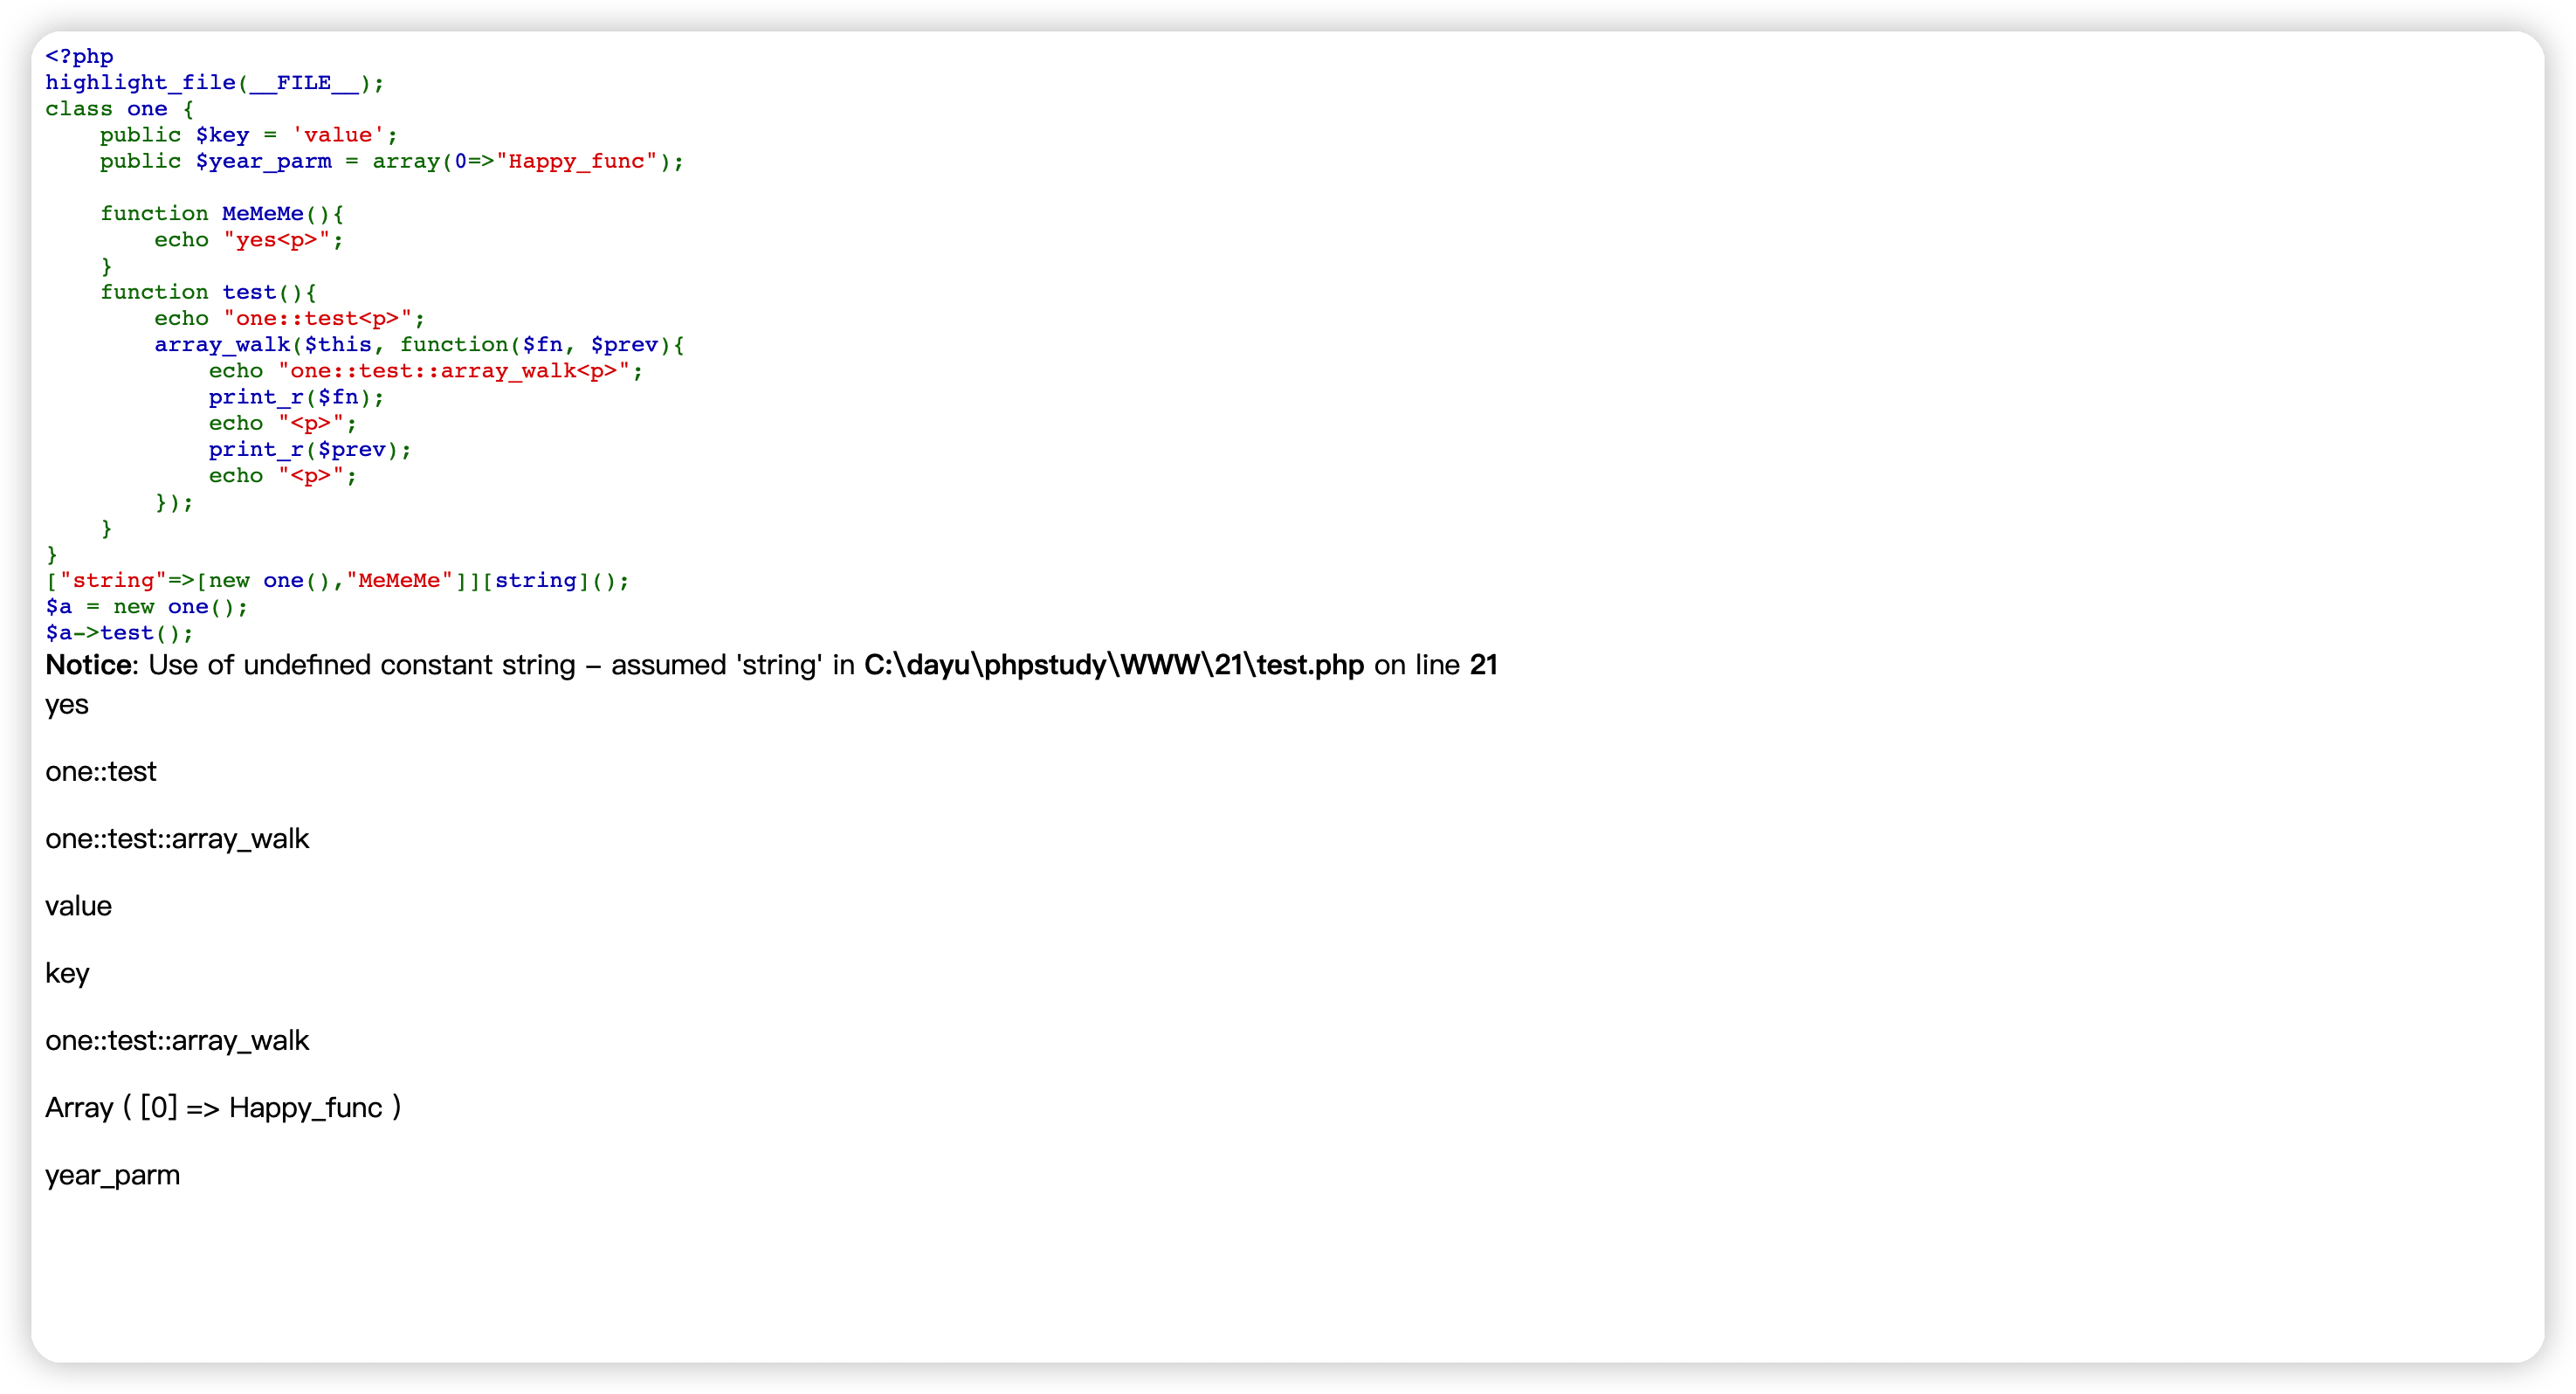 <?php
highlight_file(__FILE__);
class one {
    public $key = 'value';
    public $year_parm = array(0=>"Happy_func");

    function MeMeMe(){
        echo "yes<p>";
    }
    function test(){
        echo "one::test<p>";
        array_walk($this, function($fn, $prev){
            echo "one::test::array_walk<p>";
            print_r($fn);
            echo "<p>";
            print_r($prev);
            echo "<p>";
        });
    }
}
["string"=>[new one(),"MeMeMe"]][string]();
$a = new one();
$a->test();
Notice: Use of undefined constant string – assumed 'string' in C:\dayu\phpstudy\WWW\21\test.php on line 21
yes
one::test
one::test::array_walk
value
key
one::test::array_walk
Array ( [0] => Happy_func )
year_parm